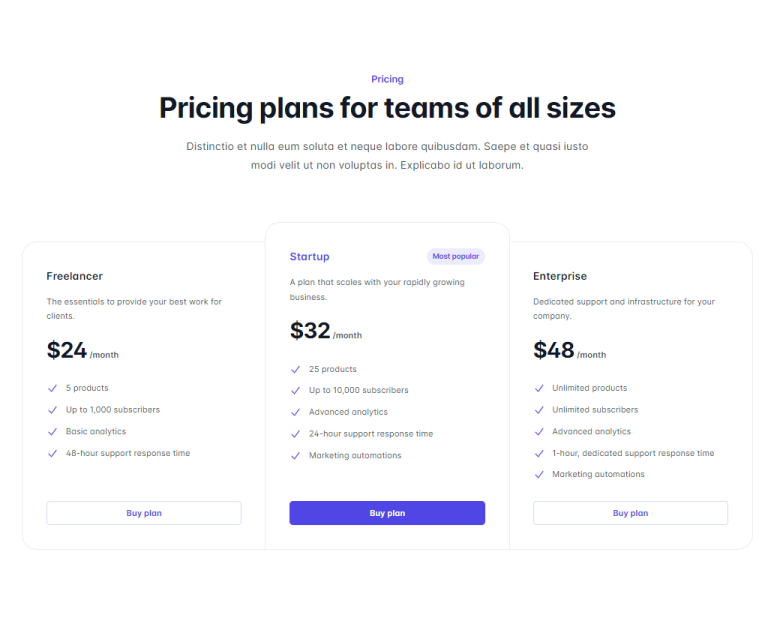 Pricing
Pricing plans for teams of all sizes
Distinctio et nulla eum soluta et neque labore quibusdam. Saepe et quasi iusto
modi velit ut non voluptas in. Explicabo id ut laborum.
Freelancer
The essentials to provide your best work for
clients.
$24 /month
5 products
Up to 1,000 subscribers
Basic analytics
48-hour support response time
Buy plan
Startup
Most popular
A plan that scales with your rapidly growing
business.
$32 /month
25 products
Up to 10,000 subscribers
Advanced analytics
24-hour support response time
Marketing automations
Buy plan
Enterprise
Dedicated support and infrastructure for your
company.
$48 /month
Unlimited products
Unlimited subscribers
Advanced analytics
1-hour, dedicated support response time
Marketing automations
Buy plan